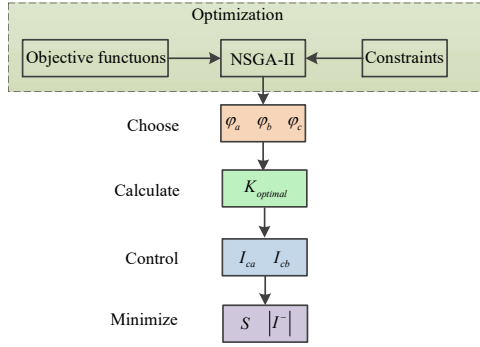 Optimization
Objective functuons NSGA-II Constraints
Choose φa φb φc
Calculate Koptimal
Control Ica Icb
Minimize S |I⁻|